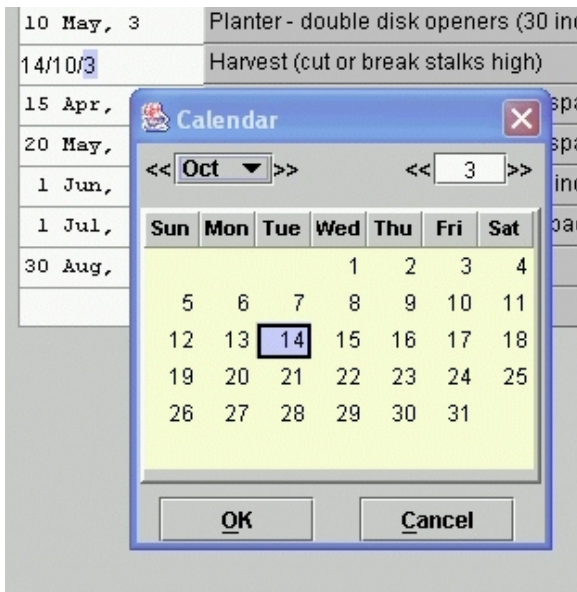 10 May, 3 Planter - double disk openers (30 in
14/10/3 Harvest (cut or break stalks high)
15 Apr,
20 May,
1 Jun,
1 Jul,
30 Aug,
Calendar
<< Oct >> << 3 >>
Sun Mon Tue Wed Thu Fri Sat
1 2 3 4
5 6 7 8 9 10 11
12 13 14 15 16 17 18
19 20 21 22 23 24 25
26 27 28 29 30 31
OK Cancel